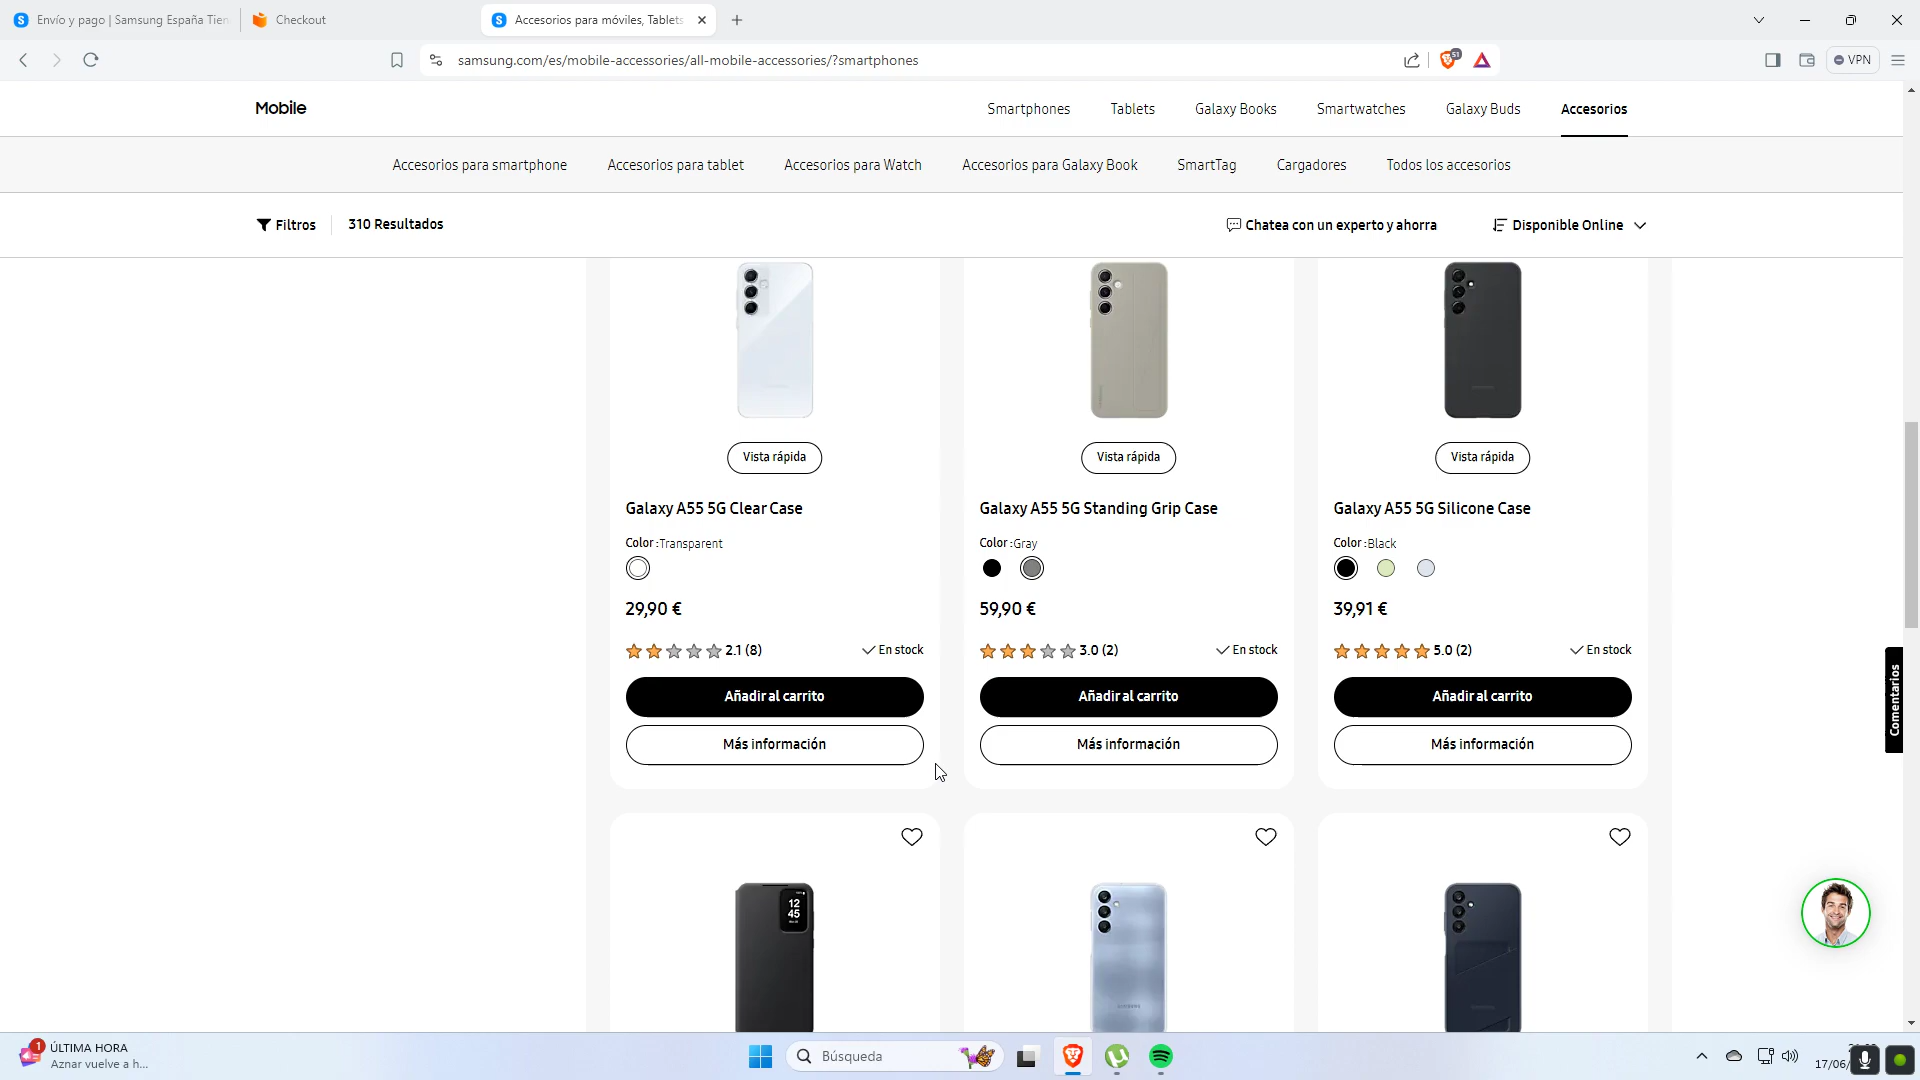 Envío y pago | Samsung España Tien
Checkout
Accesorios para móviles, Tablets
samsung.com/es/mobile-accessories/all-mobile-accessories/?smartphones
51
VPN
Mobile
Smartphones
Tablets
Galaxy Books
Smartwatches
Galaxy Buds
Accesorios
Accesorios para smartphone
Accesorios para tablet
Accesorios para Watch
Accesorios para Galaxy Book
SmartTag
Cargadores
Todos los accesorios
Filtros
310 Resultados
Chatea con un experto y ahorra
Disponible Online
Vista rápida
Vista rápida
Vista rápida
Galaxy A55 5G Clear Case
Galaxy A55 5G Standing Grip Case
Galaxy A55 5G Silicone Case
Color :Transparent
Color :Gray
Color :Black
29,90 €
59,90 €
39,91 €
2.1 (8)
En stock
3.0 (2)
En stock
5.0 (2)
En stock
Añadir al carrito
Añadir al carrito
Añadir al carrito
Más información
Más información
Más información
Comentarios
12
45
SAMSUNG
1
ÚLTIMA HORA
Aznar vuelve a h...
Búsqueda
17/06/